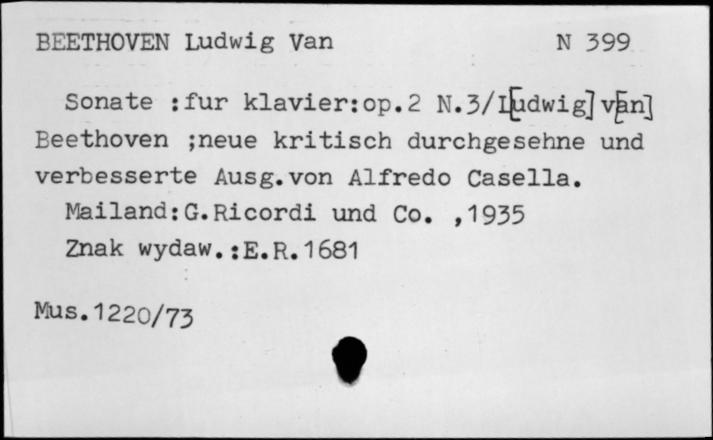 BEETHOVEN Ludwig Van N 399
Sonate :fur klavier:op.2 N.3/L[udwig] v[an]
Beethoven ;neue kritisch durchgesehne und
verbesserte Ausg.von Alfredo Casella.
Mailand:G.Ricordi und Co. ,1935
Znak wydaw.:E.R.1681
Mus.1220/73